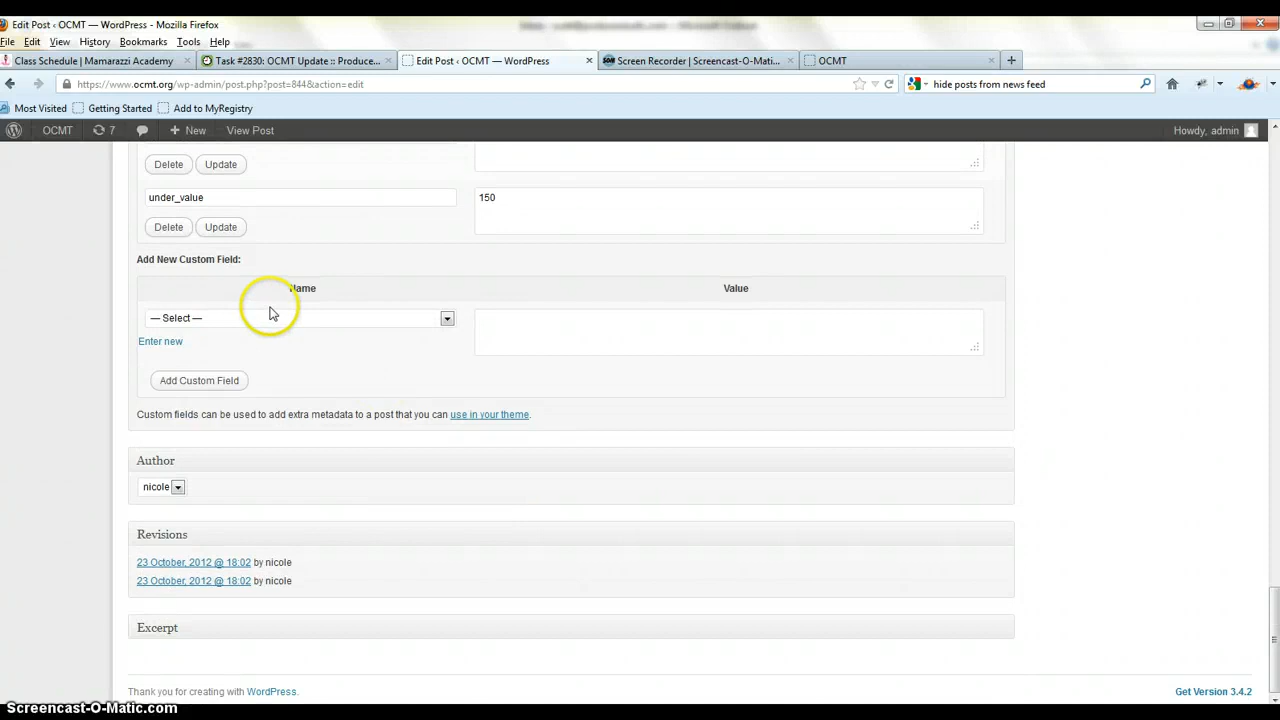 Edit Post ‹ OCMT — WordPress - Mozilla Firefox
File Edit View History Bookmarks Tools Help
Class Schedule | Mamarazzi Academy × Task #2830: OCMT Update :: Produce... × Edit Post ‹ OCMT — WordPress × Screen Recorder | Screencast-O-Mati... × OCMT ×
https://www.ocmt.org/wp-admin/post.php?post=844&action=edit hide posts from news feed
Most Visited Getting Started Add to MyRegistry
OCMT 7 New View Post Howdy, admin
Delete Update
under_value 150
Delete Update
Add New Custom Field:
Name Value
— Select —
Enter new
Add Custom Field
Custom fields can be used to add extra metadata to a post that you can use in your theme.
Author
nicole
Revisions
23 October, 2012 @ 18:02 by nicole
23 October, 2012 @ 18:02 by nicole
Excerpt
Thank you for creating with WordPress. Get Version 3.4.2
Screencast-O-Matic.com